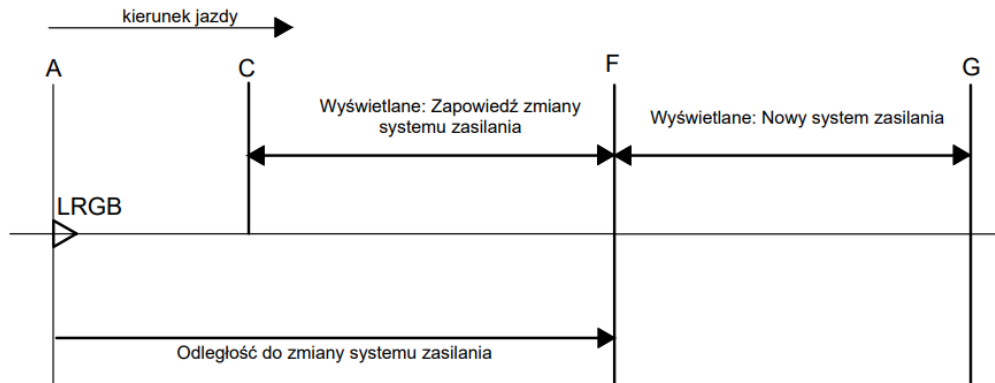 kierunek jazdy
A
C
F
G
Wyświetlane: Zapowiedź zmiany
systemu zasilania
Wyświetlane: Nowy system zasilania
LRGB
Odległość do zmiany systemu zasilania